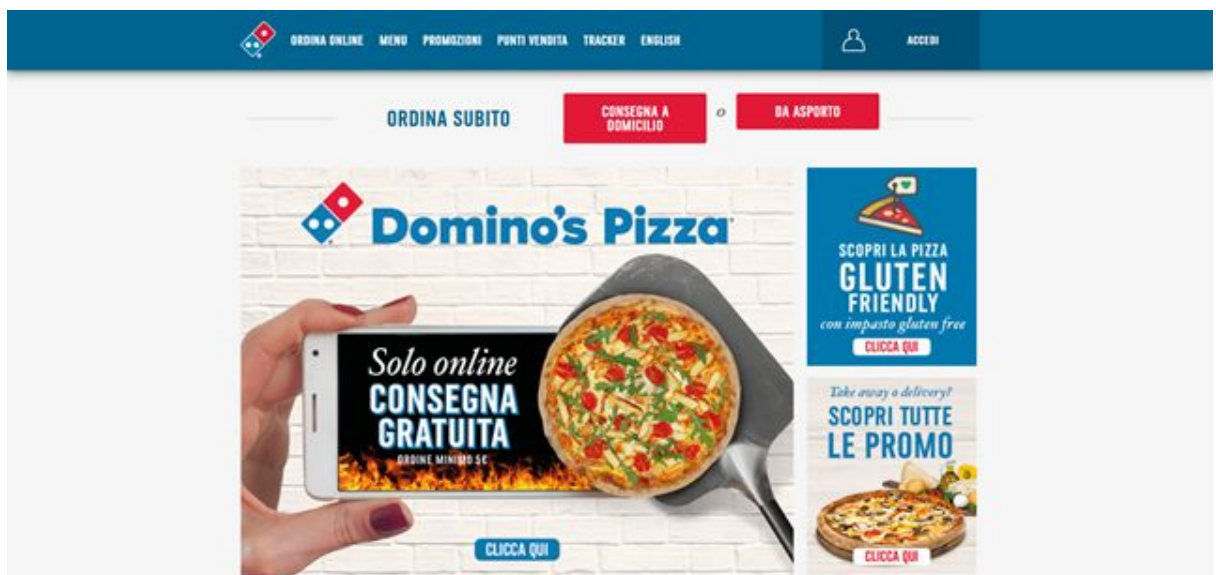 ORDINA ONLINE MENU PROMOZIONI PUNTI VENDITA TRACKER ENGLISH ACCEDI
ORDINA SUBITO
CONSEGNA A
DOMICILIO
o
DA ASPORTO
Domino's Pizza
Solo online
CONSEGNA
GRATUITA
ORDINE MINIMO 5€
CLICCA QUI
SCOPRI LA PIZZA
GLUTEN
FRIENDLY
con impasto gluten free
CLICCA QUI
Take away o delivery?
SCOPRI TUTTE
LE PROMO
CLICCA QUI